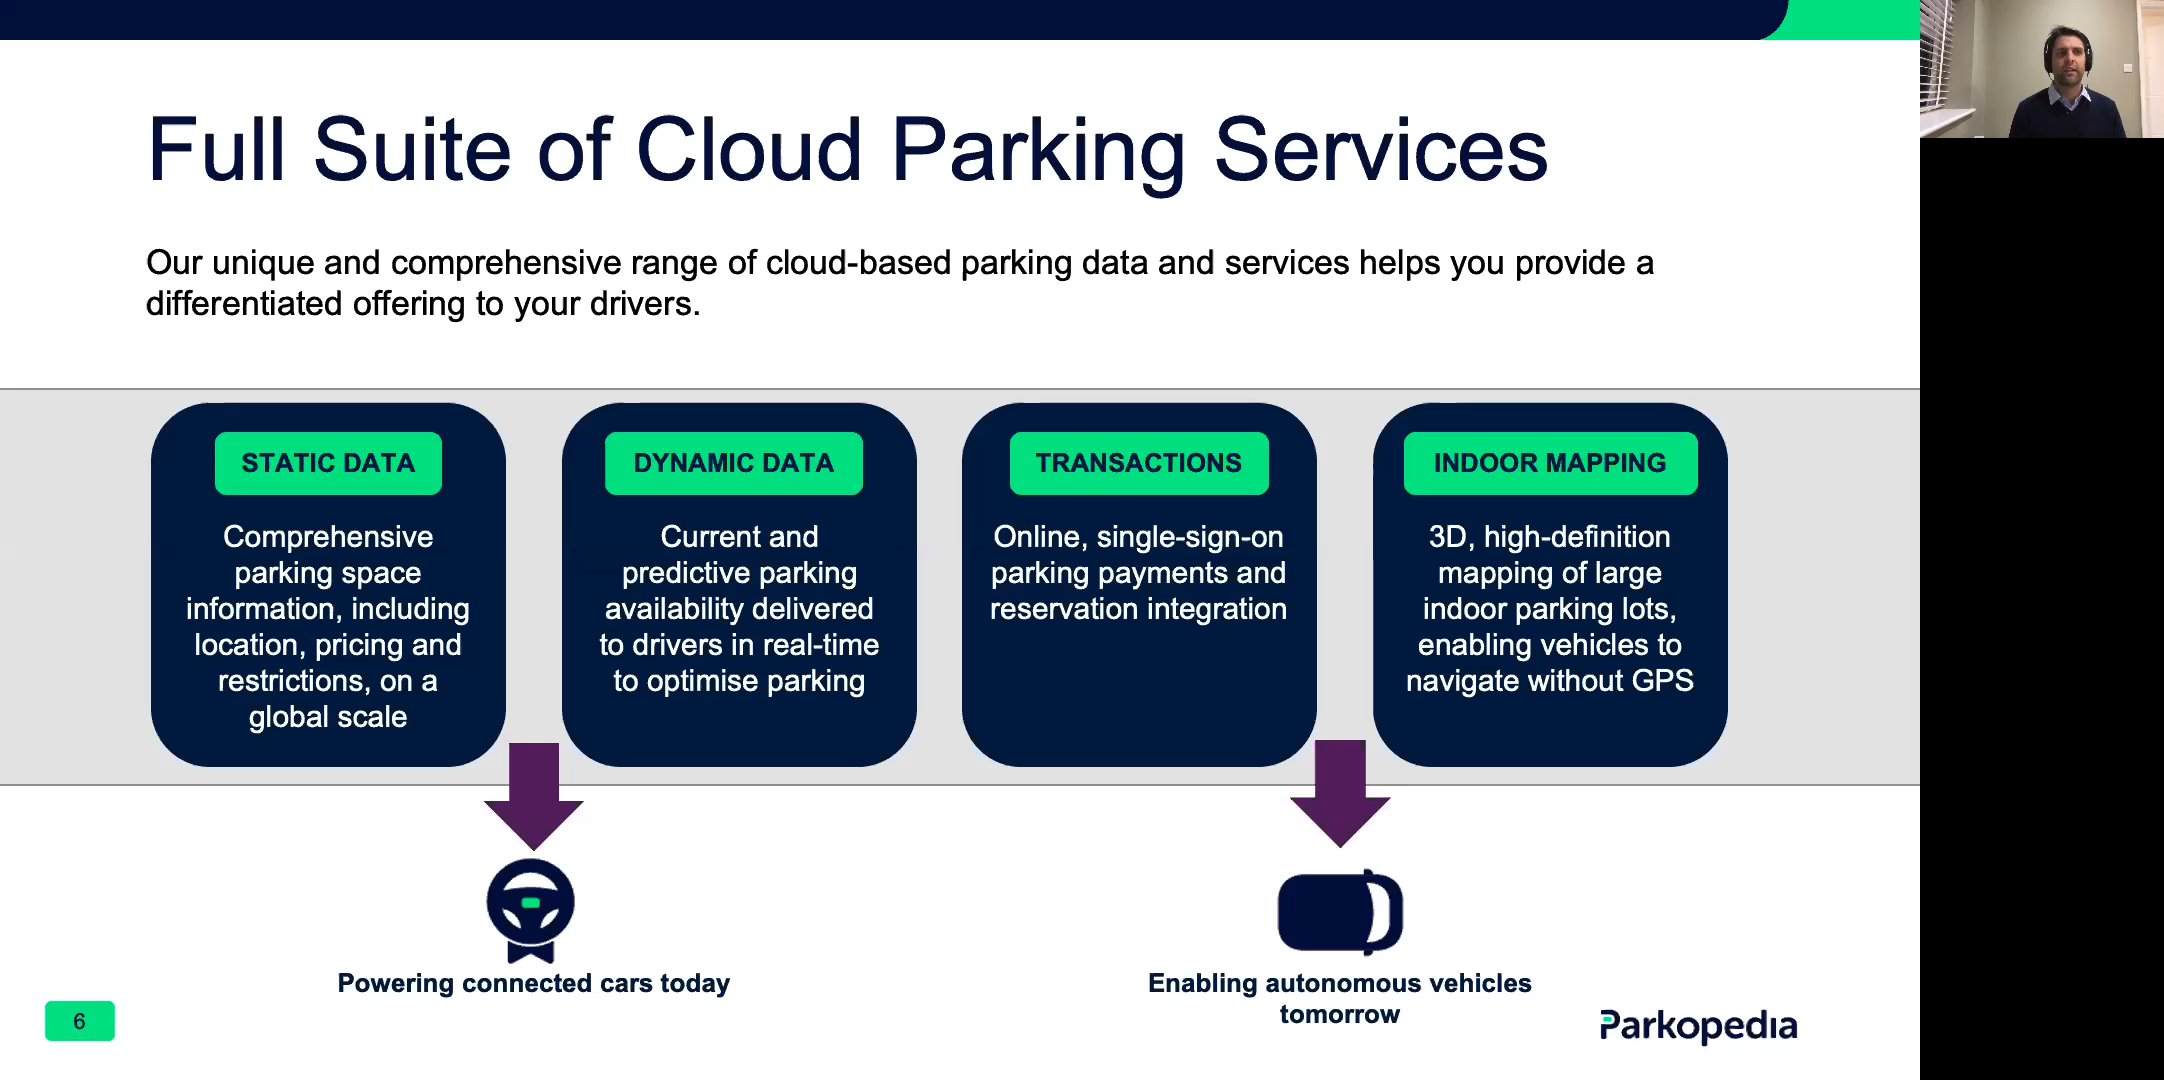 Full Suite of Cloud Parking Services
Our unique and comprehensive range of cloud-based parking data and services helps you provide a
differentiated offering to your drivers.
STATIC DATA
Comprehensive
parking space
information, including
location, pricing and
restrictions, on a
global scale
DYNAMIC DATA
Current and
predictive parking
availability delivered
to drivers in real-time
to optimise parking
TRANSACTIONS
Online, single-sign-on
parking payments and
reservation integration
INDOOR MAPPING
3D, high-definition
mapping of large
indoor parking lots,
enabling vehicles to
navigate without GPS
Powering connected cars today
Enabling autonomous vehicles
tomorrow
6
Parkopedia